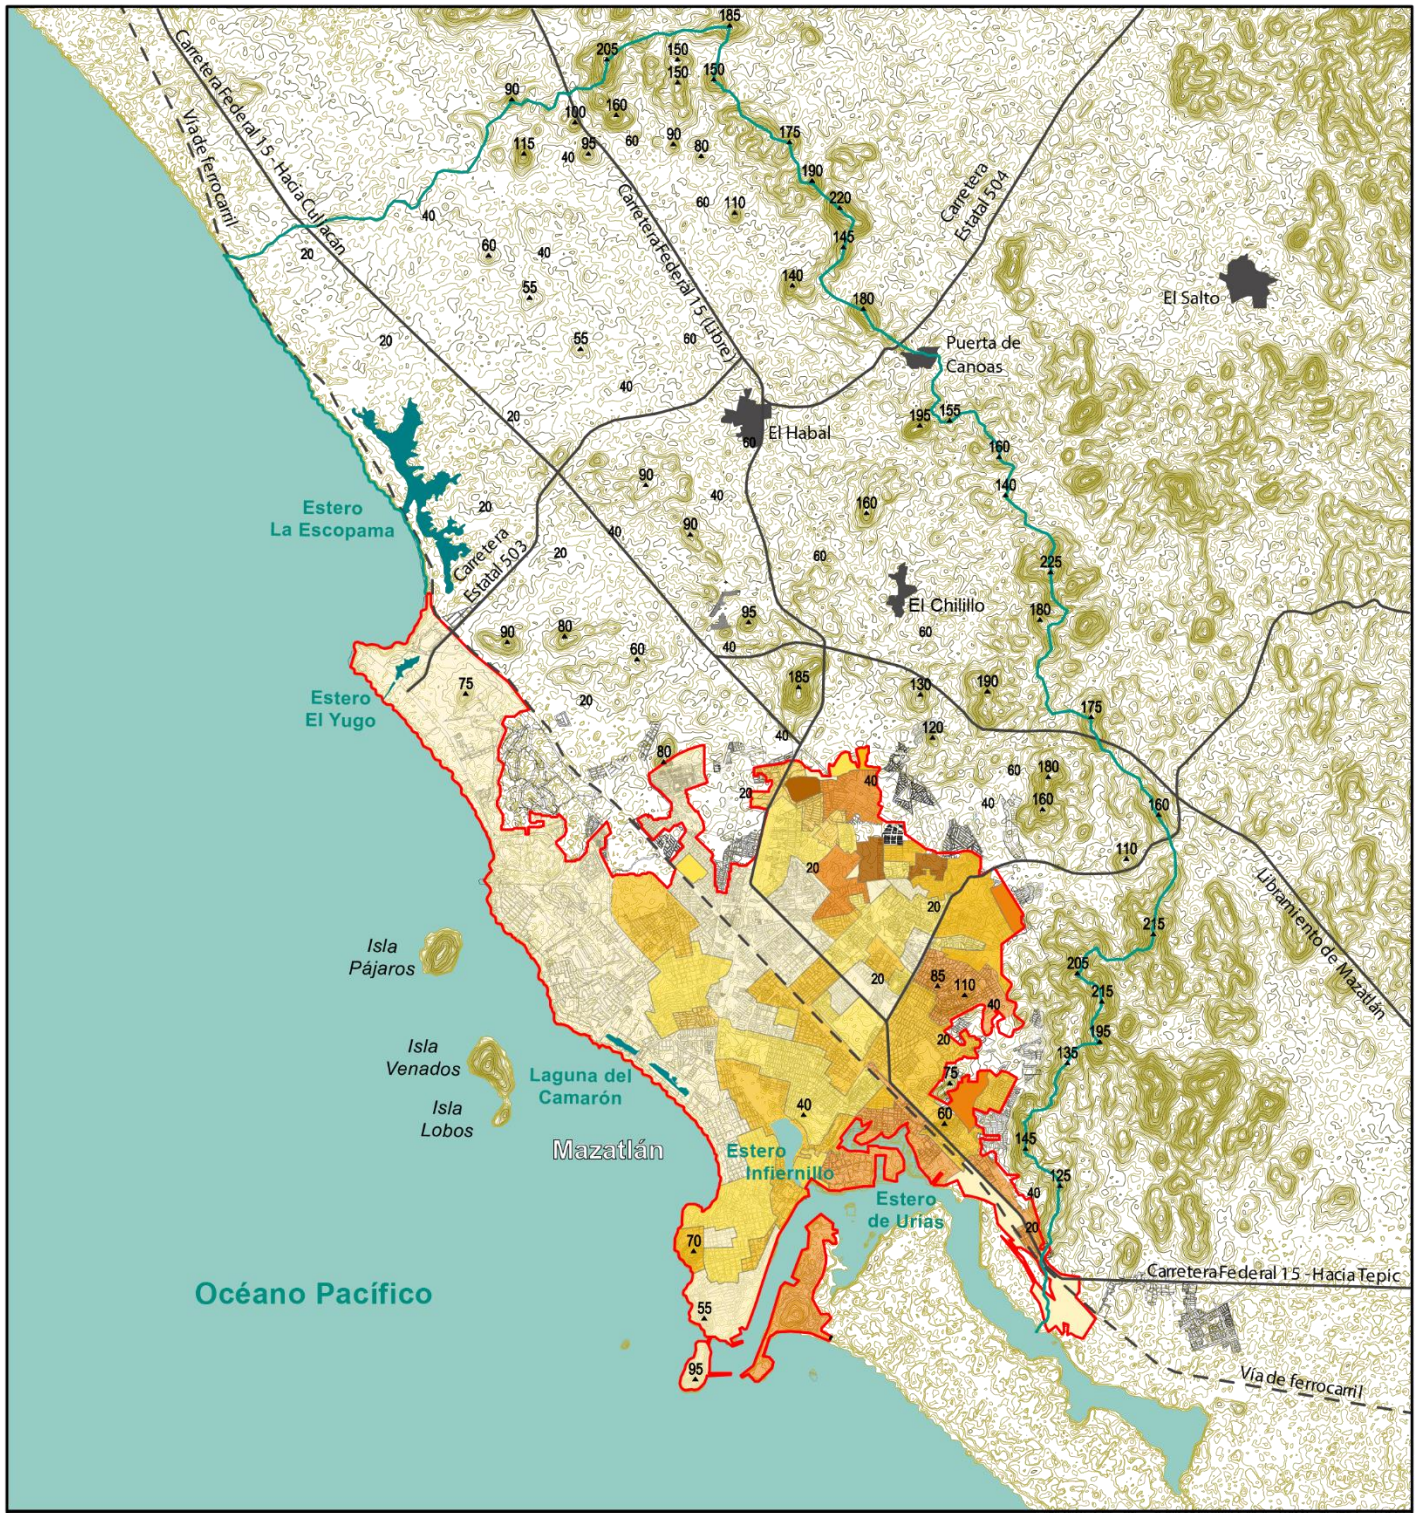 185
205
150
150
150
90
100
160
115
40
95
60
90
80
175
190
220
60
110
145
40
20
60
40
55
140
180
55
20
60
40
20
Carretera Federal 15 - Hacia Culiacán
Vía de ferrocarril
Carretera Federal 15 (Libre)
Carretera
Estatal 504
El Salto
Puerta de
Canoas
El Habal
60
195
155
160
140
90
40
160
90
40
20
20
60
225
180
Estero
La Escopama
Carretera
Estatal 503
El Chilillo
60
95
40
90
80
60
20
75
185
130
190
120
175
Estero
El Yugo
40
80
20
40
60
180
160
40
160
110
20
20
215
Libramiento de Mazatlán
Isla
Pájaros
20
85
110
40
205
215
195
135
20
75
60
40
Isla
Venados
Isla
Lobos
Laguna del
Camarón
Mazatlán
Estero
Infiernillo
Estero
de Urías
145
125
40
20
70
55
95
Océano Pacífico
Carretera Federal 15 - Hacia Tepic
Vía de ferrocarril